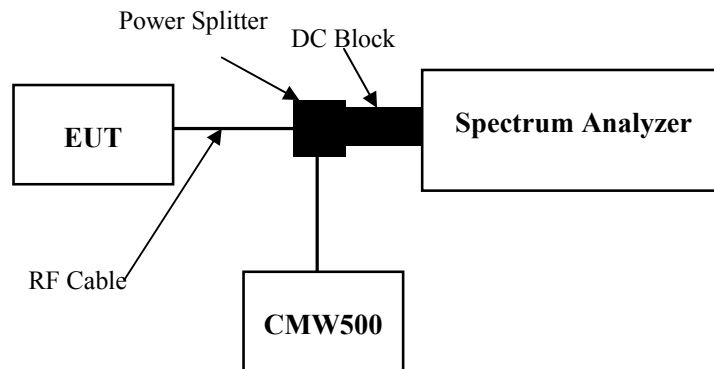 Power Splitter
DC Block
EUT
Spectrum Analyzer
RF Cable
CMW500